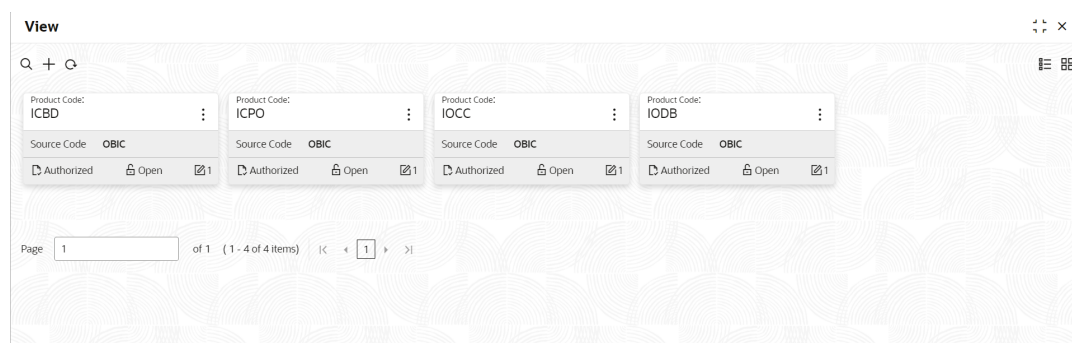 View
Product Code: Product Code: Product Code: Product Code:
ICBD ICPO IOCC IODB
Source Code OBIC Source Code OBIC Source Code OBIC Source Code OBIC
Authorized Open 1 Authorized Open 1 Authorized Open 1 Authorized Open 1
Page 1 of 1 ( 1 - 4 of 4 items) 1